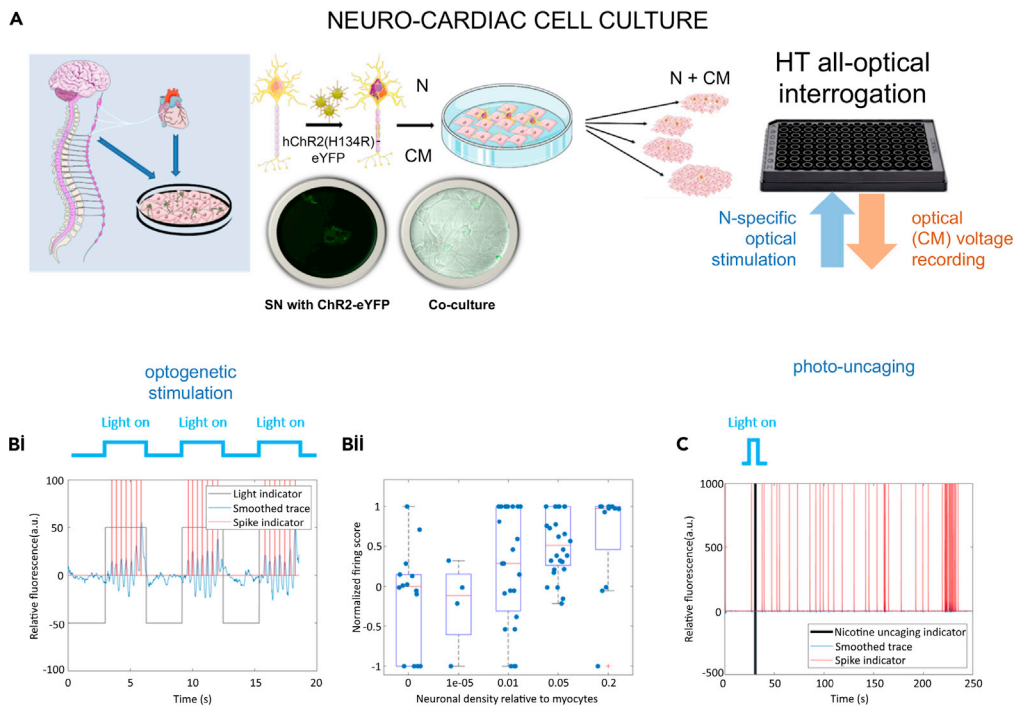 A
NEURO-CARDIAC CELL CULTURE
hChR2(H134R)-
eYFP
N
CM
N + CM
HT all-optical
interrogation
N-specific
optical
stimulation
optical
(CM) voltage
recording
SN with ChR2-eYFP
Co-culture
optogenetic
stimulation
Light on
Light on
Light on
Bi
Relative fluorescence(a.u.)
100
50
0
-50
-100
Light indicator
Smoothed trace
Spike indicator
0
5
10
15
20
Time (s)
Bii
Normalized firing score
1
0.5
0
-0.5
-1
0
1e-05
0.01
0.05
0.2
Neuronal density relative to myocytes
photo-uncaging
Light on
C
Relative fluorescence(a.u.)
1000
500
0
-500
Nicotine uncaging indicator
Smoothed trace
Spike indicator
0
50
100
150
200
250
Time (s)